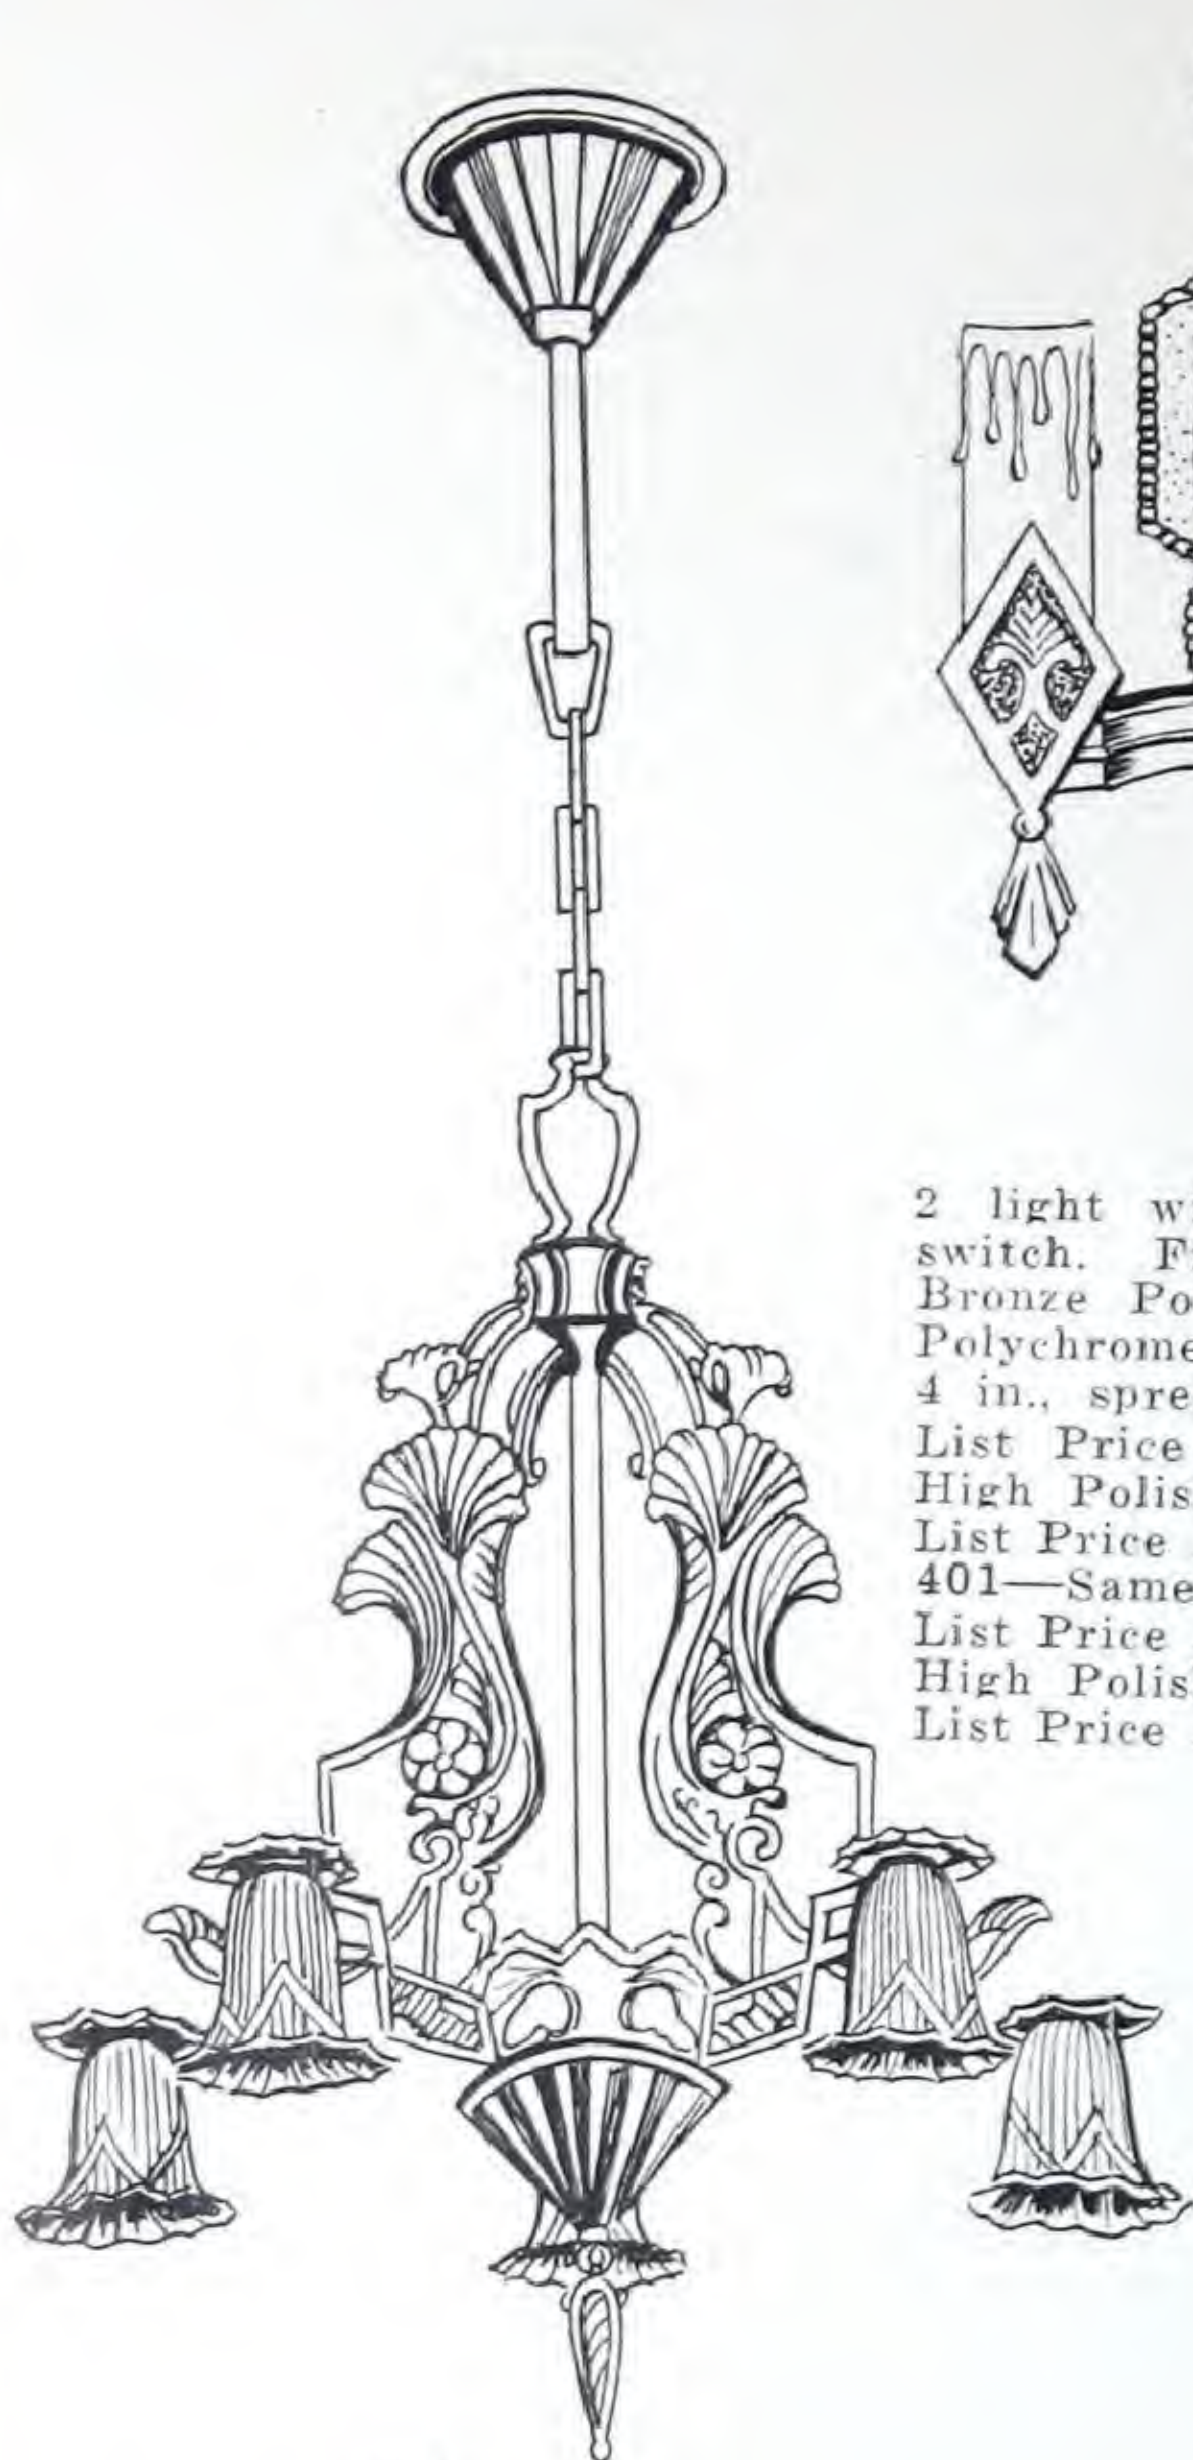 2 light w
switch. F
Bronze Po
Polychrome
4 in., spre
List Price
High Polis
List Price
401—Same
List Price
High Polis
List Price